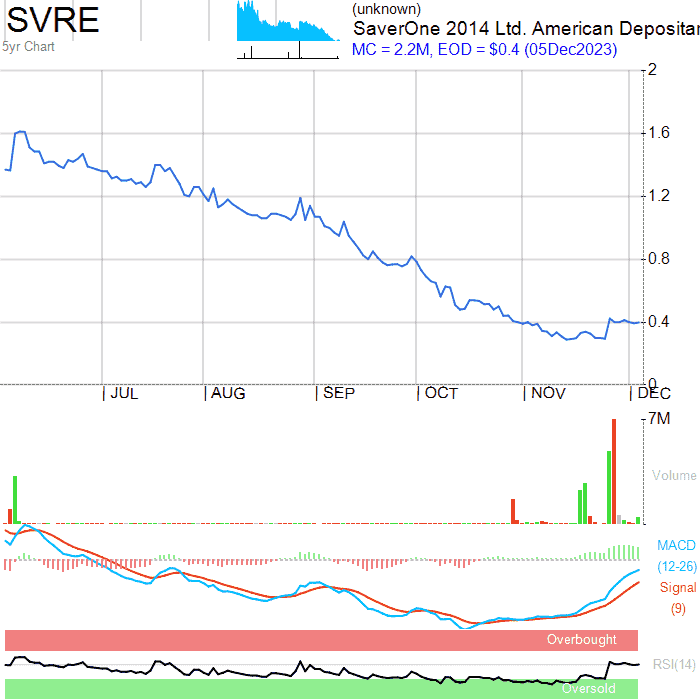 SVRE
5yr Chart
(unknown)
SaverOne 2014 Ltd. American Depositar
MC = 2.2M, EOD = $0.4 (05Dec2023)
2
1.6
1.2
0.8
0.4
0
JUL AUG SEP OCT NOV DEC
7M
Volume
MACD
(12-26)
Signal
(9)
Overbought
RSI(14)
Oversold